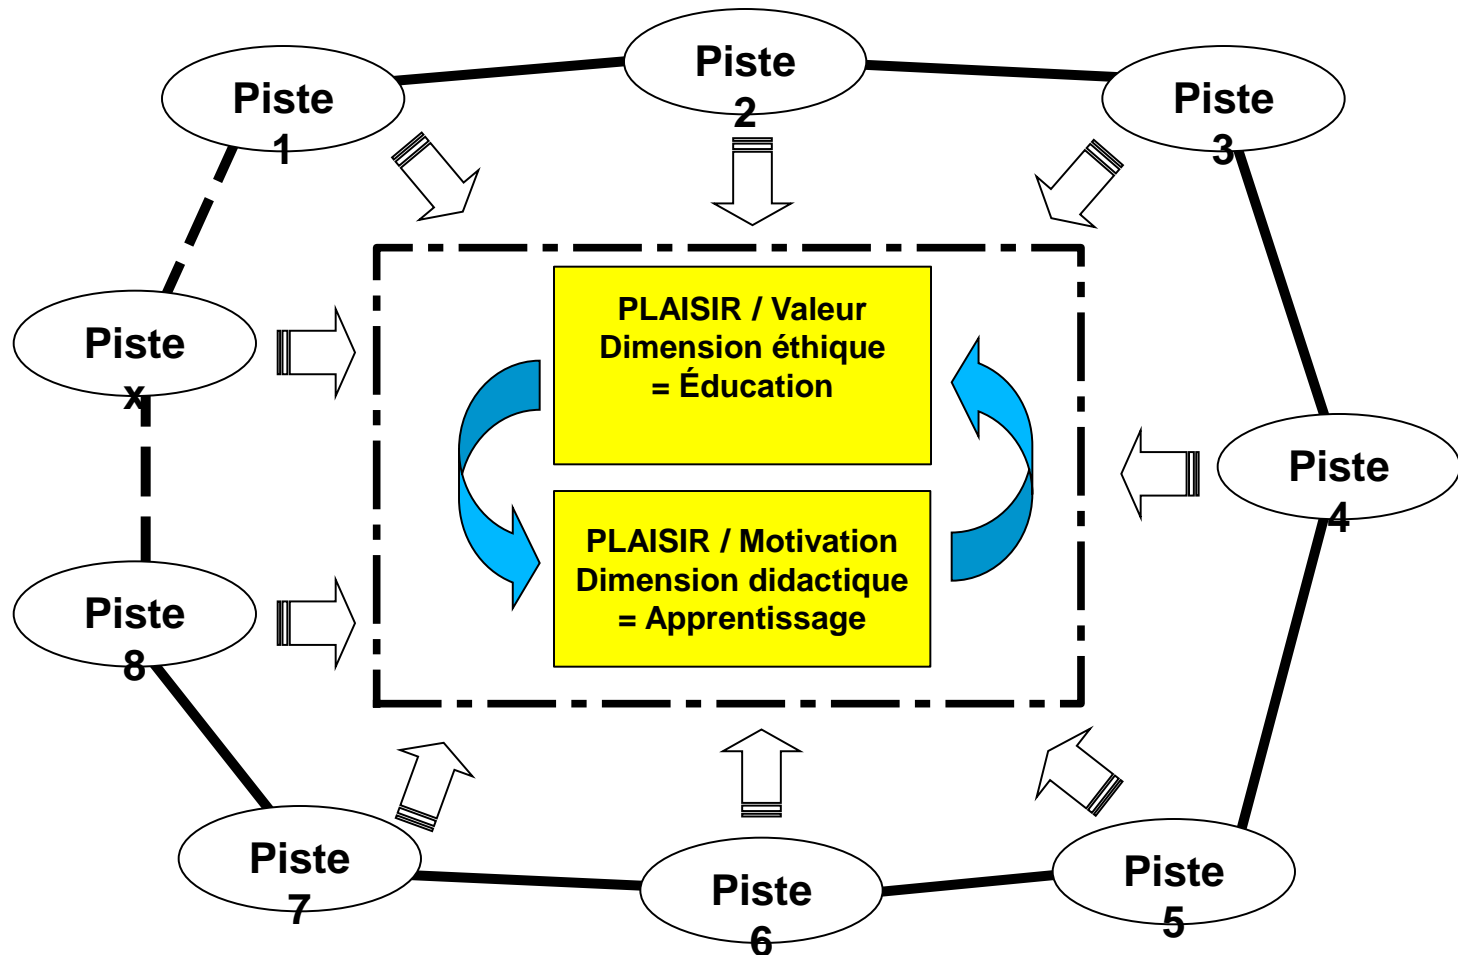 Piste
1
Piste
2
Piste
3
Piste
x
PLAISIR / Valeur
Dimension éthique
= Éducation
Piste
4
PLAISIR / Motivation
Dimension didactique
= Apprentissage
Piste
8
Piste
7
Piste
6
Piste
5